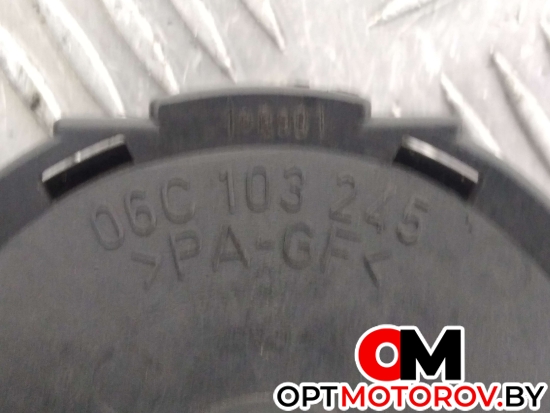 06C 103 245
>PA-GF<
OM
OPTMOTOROV.BY